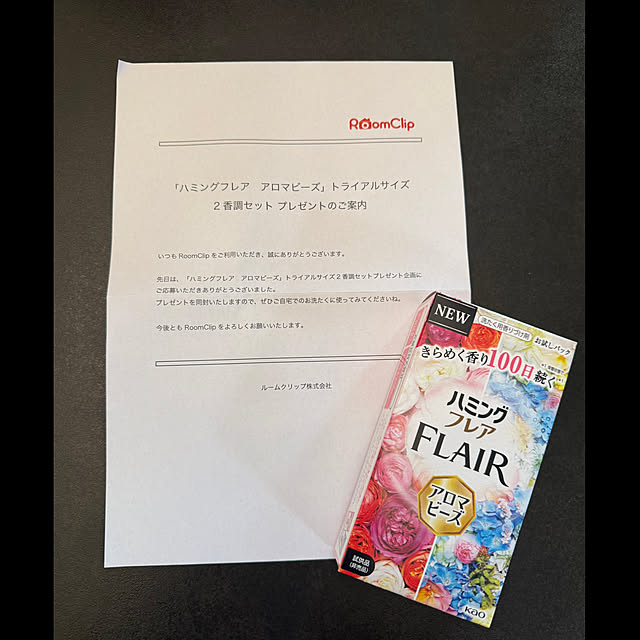 RoomClip
「ハミングフレア　アロマビーズ」トライアルサイズ
２香調セット プレゼントのご案内
いつも RoomClip をご利用いただき、誠にありがとうございます。
先日は、「ハミングフレア　アロマビーズ」トライアルサイズ２香調セットプレゼント企画に
ご応募いただきありがとうございました。
プレゼントを同封いたしますので、ぜひご自宅でのお洗たくに使ってみてくださいね。
今後とも RoomClip をよろしくお願いいたします。
ルームクリップ株式会社
NEW
洗たく用香りづけ剤 お試しパック
きらめく香り100日続く
ハミング
フレア
FLAIR
アロマ
ビーズ
試供品
(非売品)
Kao